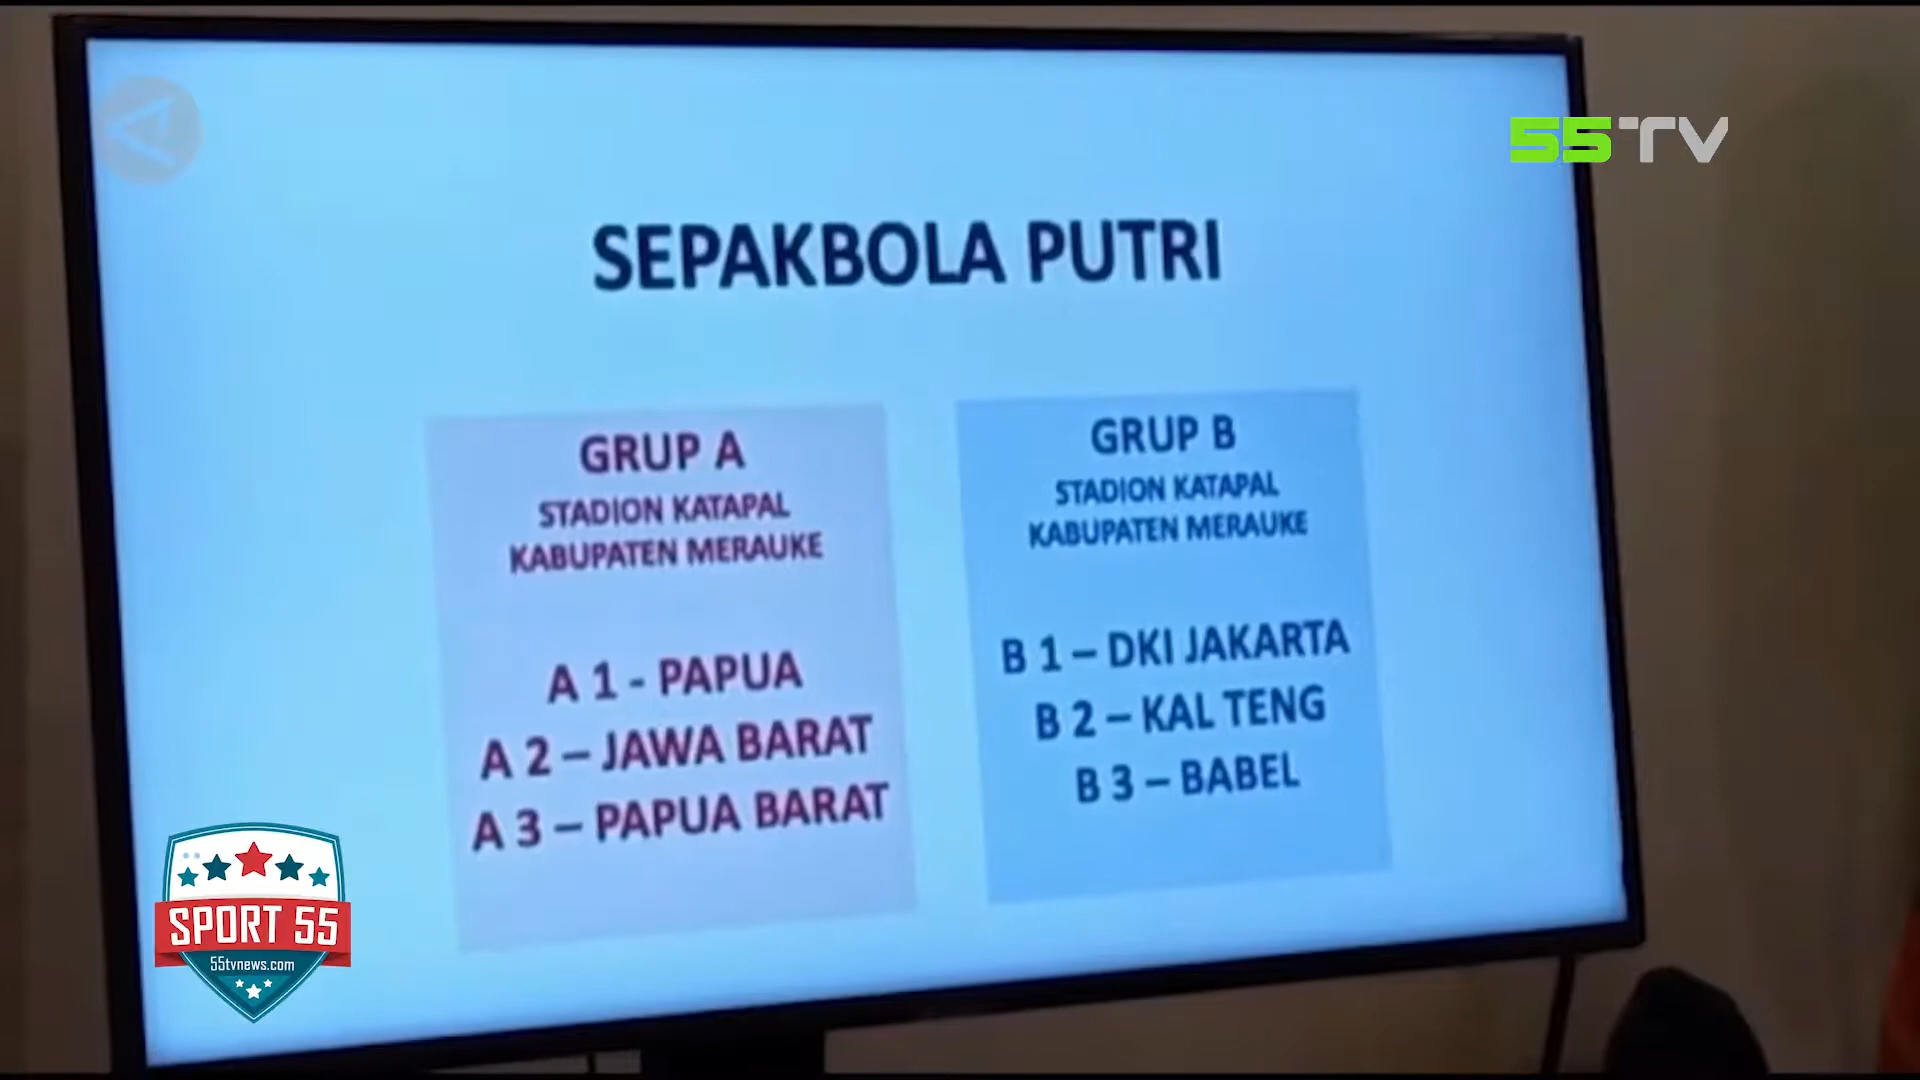 55TV
SEPAKBOLA PUTRI
GRUP A
STADION KATAPAL
KABUPATEN MERAUKE
A 1 - PAPUA
A 2 – JAWA BARAT
A 3 – PAPUA BARAT
GRUP B
STADION KATAPAL
KABUPATEN MERAUKE
B 1 – DKI JAKARTA
B 2 – KAL TENG
B 3 – BABEL
SPORT 55
55tvnews.com